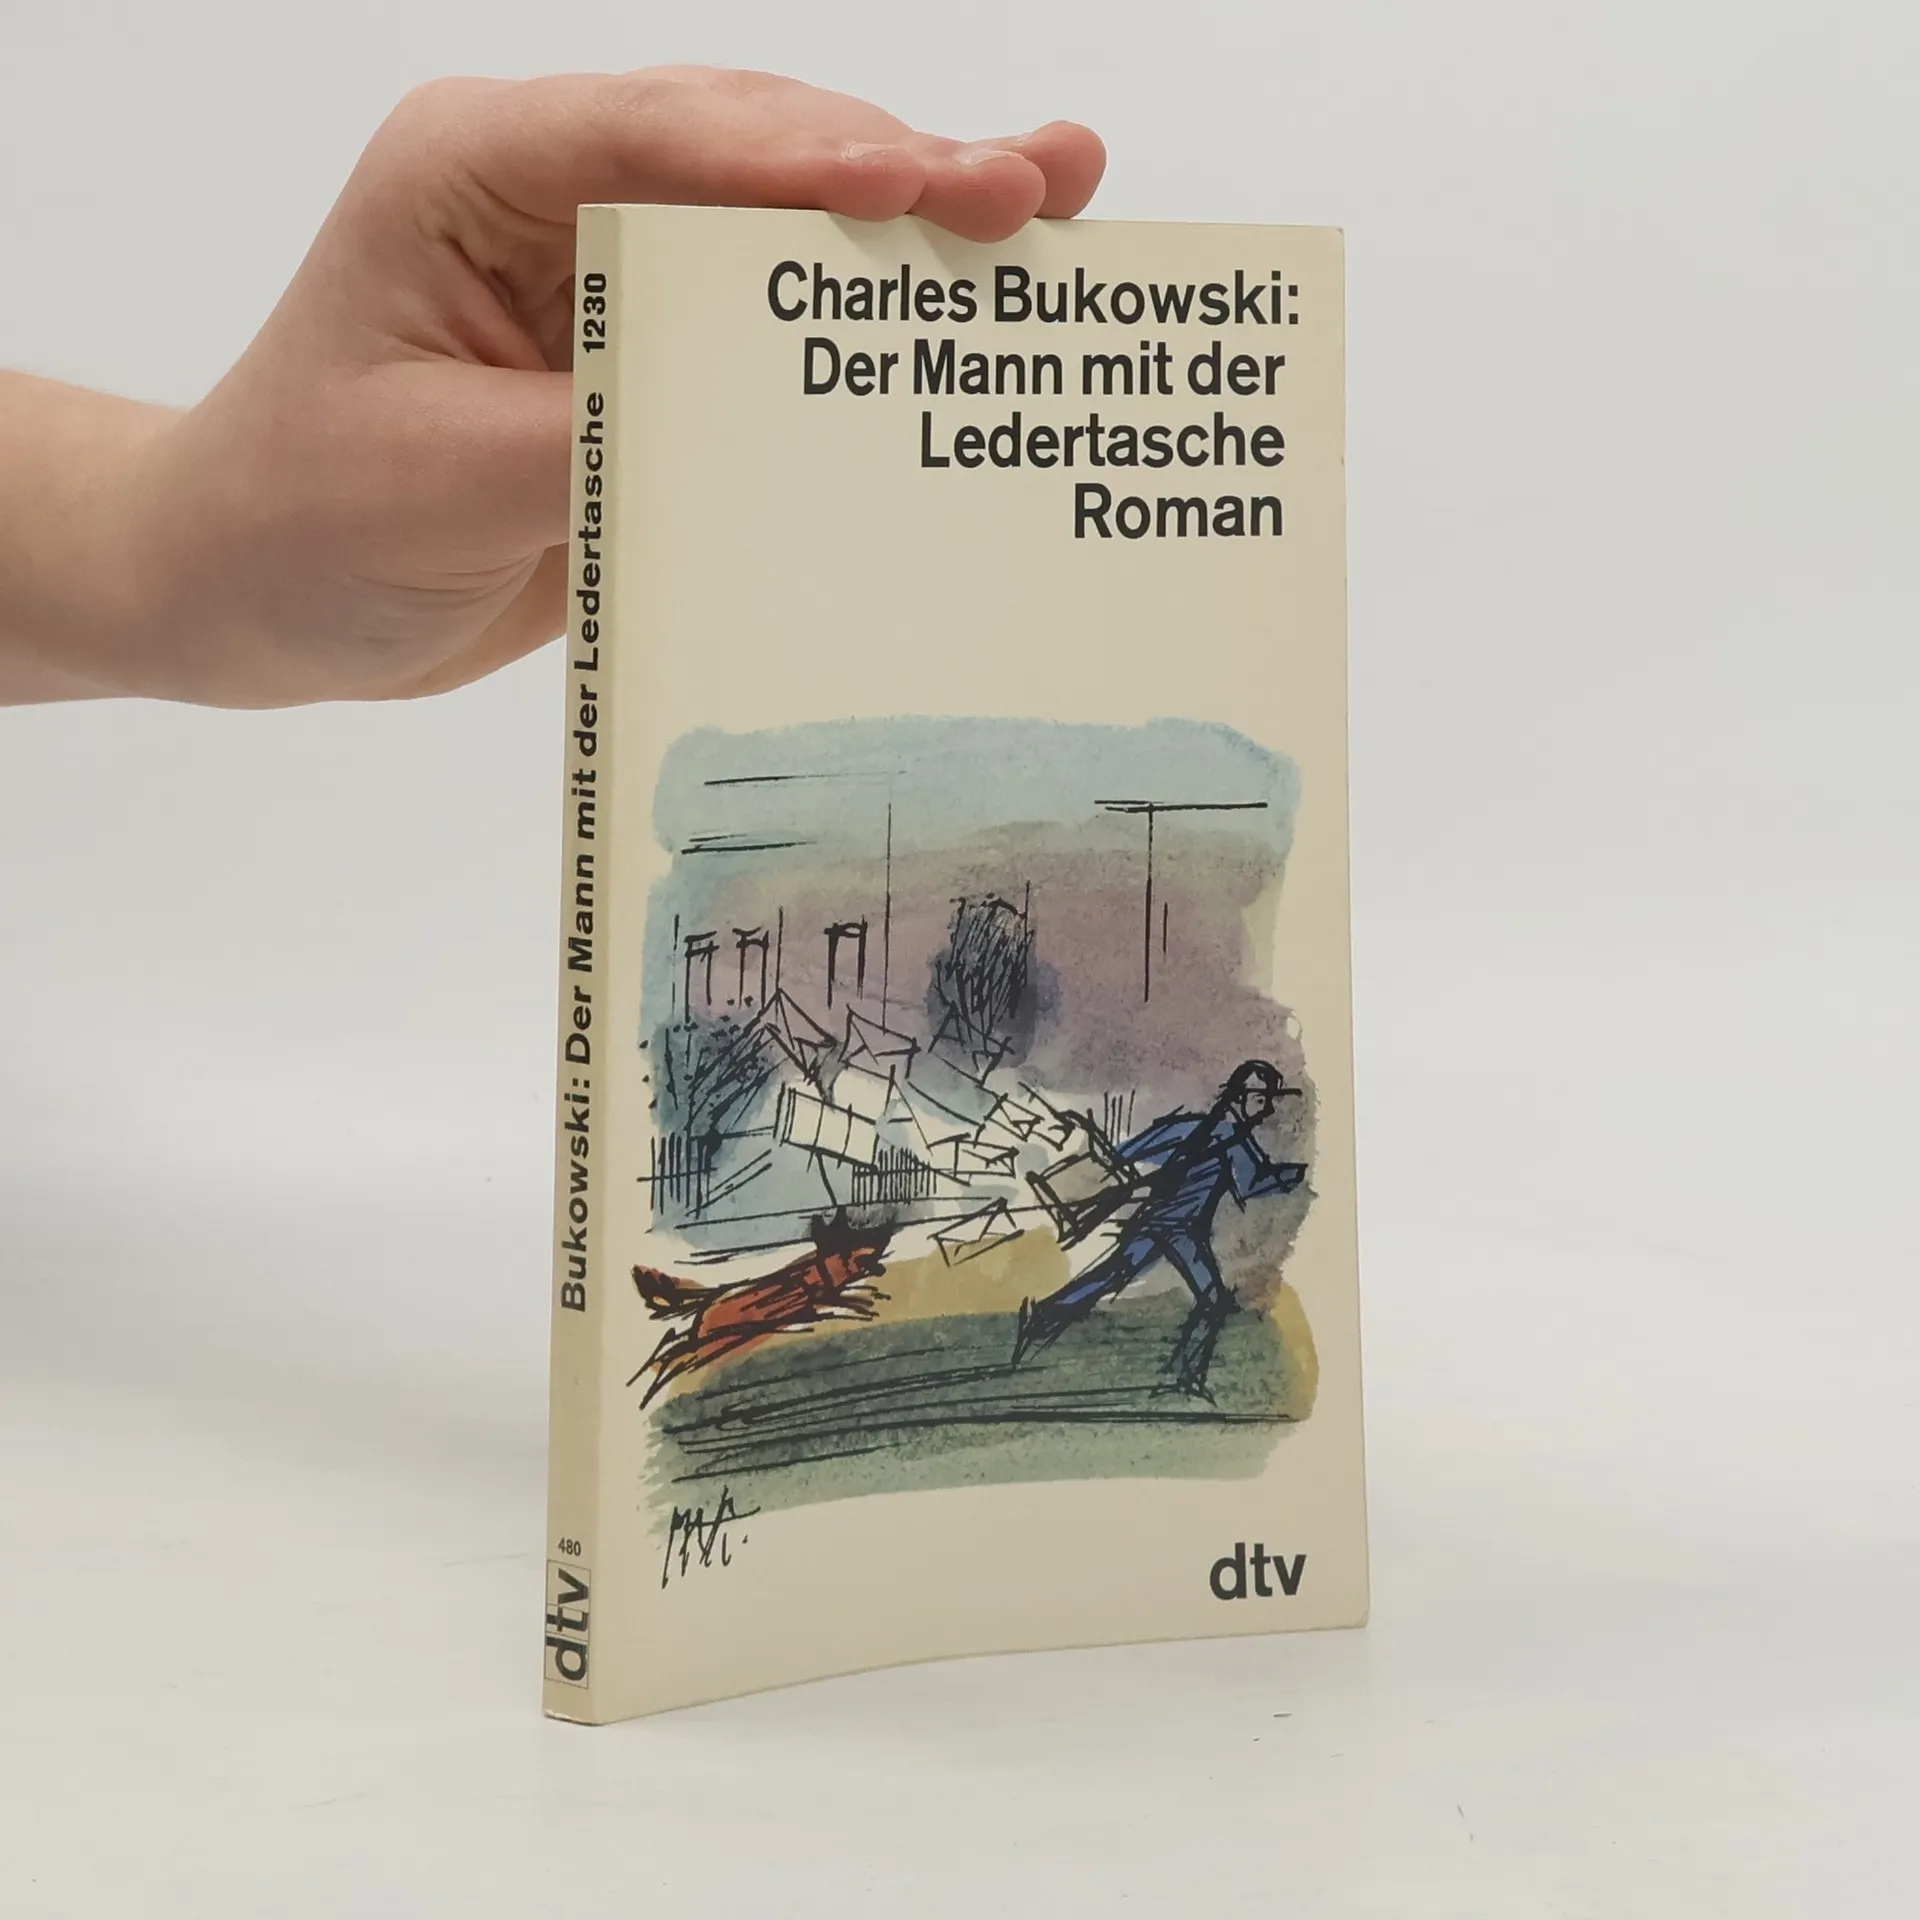 Charles Bukowski:
Der Mann mit der
Ledertasche
Roman
dtv
Bukowski: Der Mann mit der Ledertasche 1230
480
dtv